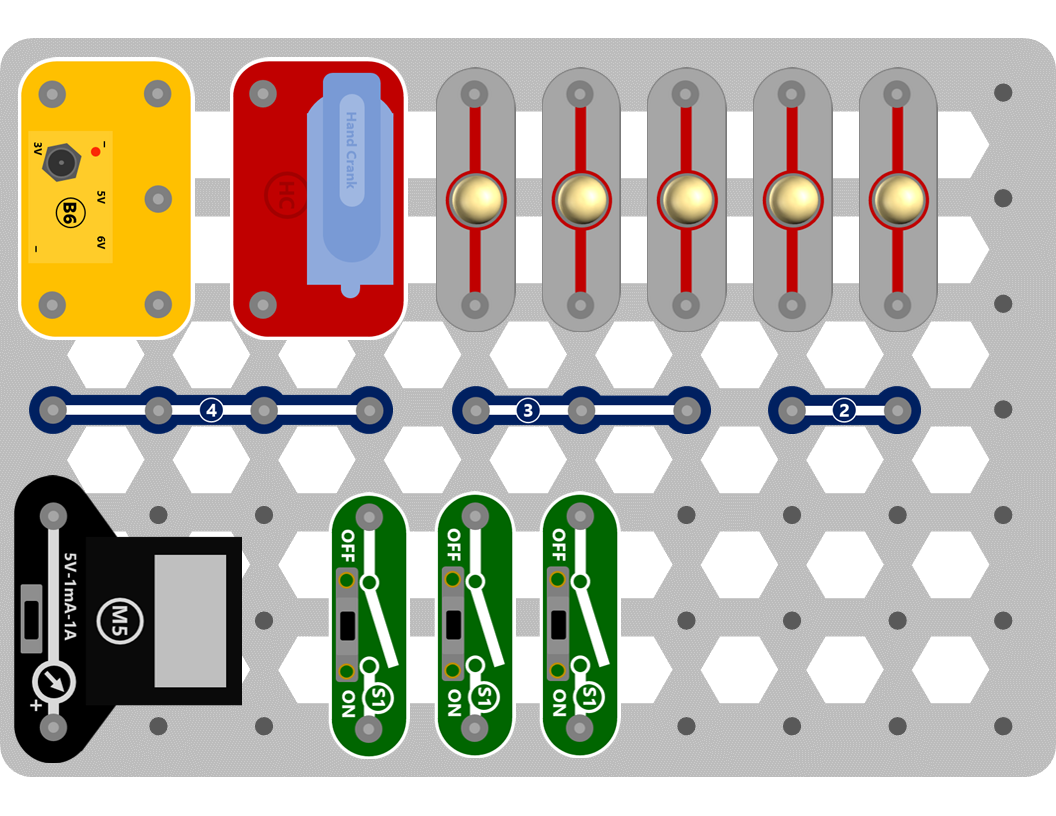 3V
–
5V
B6
6V
–
HC
Hand Crank
4
3
2
5V-1mA-1A
M5
+
OFF
S1
ON
OFF
S1
ON
OFF
S1
ON